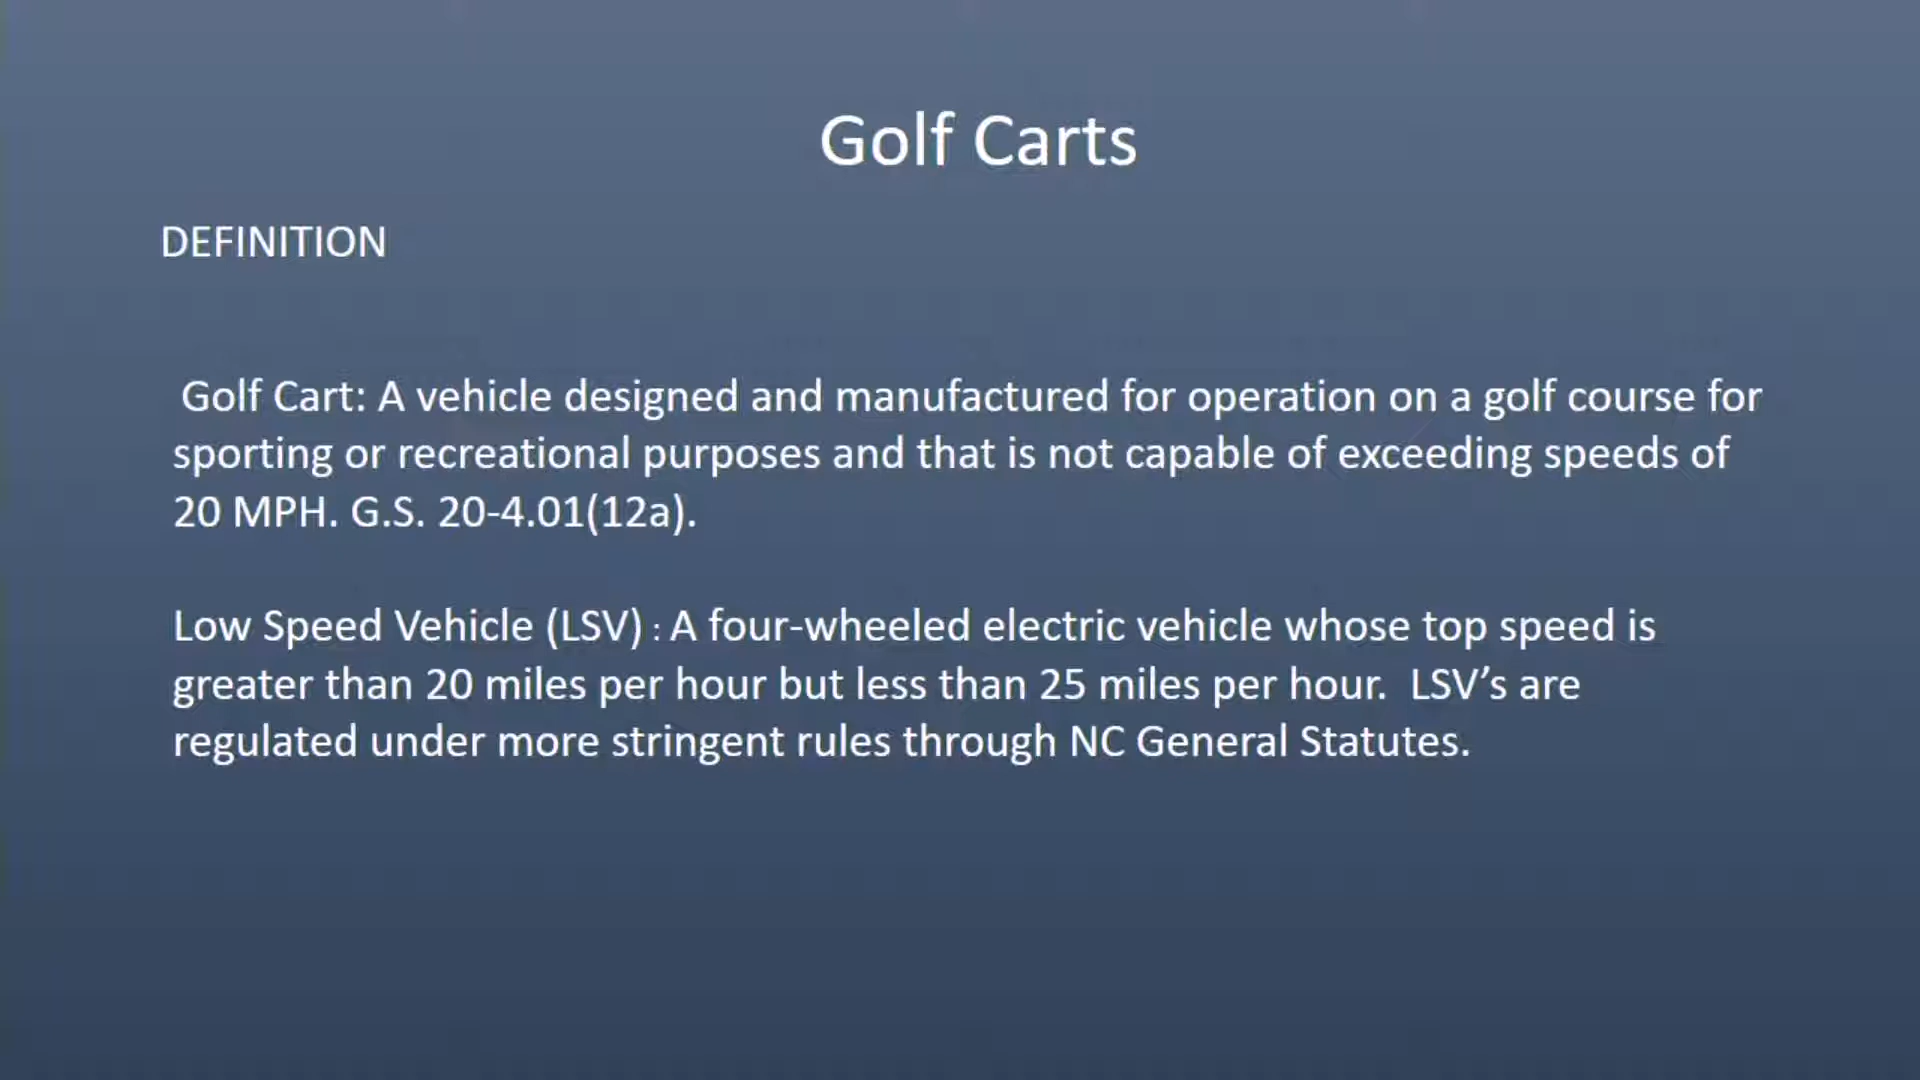 Golf Carts
DEFINITION
Golf Cart: A vehicle designed and manufactured for operation on a golf course for
sporting or recreational purposes and that is not capable of exceeding speeds of
20 MPH. G.S. 20-4.01(12a).
Low Speed Vehicle (LSV) : A four-wheeled electric vehicle whose top speed is
greater than 20 miles per hour but less than 25 miles per hour.  LSV’s are
regulated under more stringent rules through NC General Statutes.